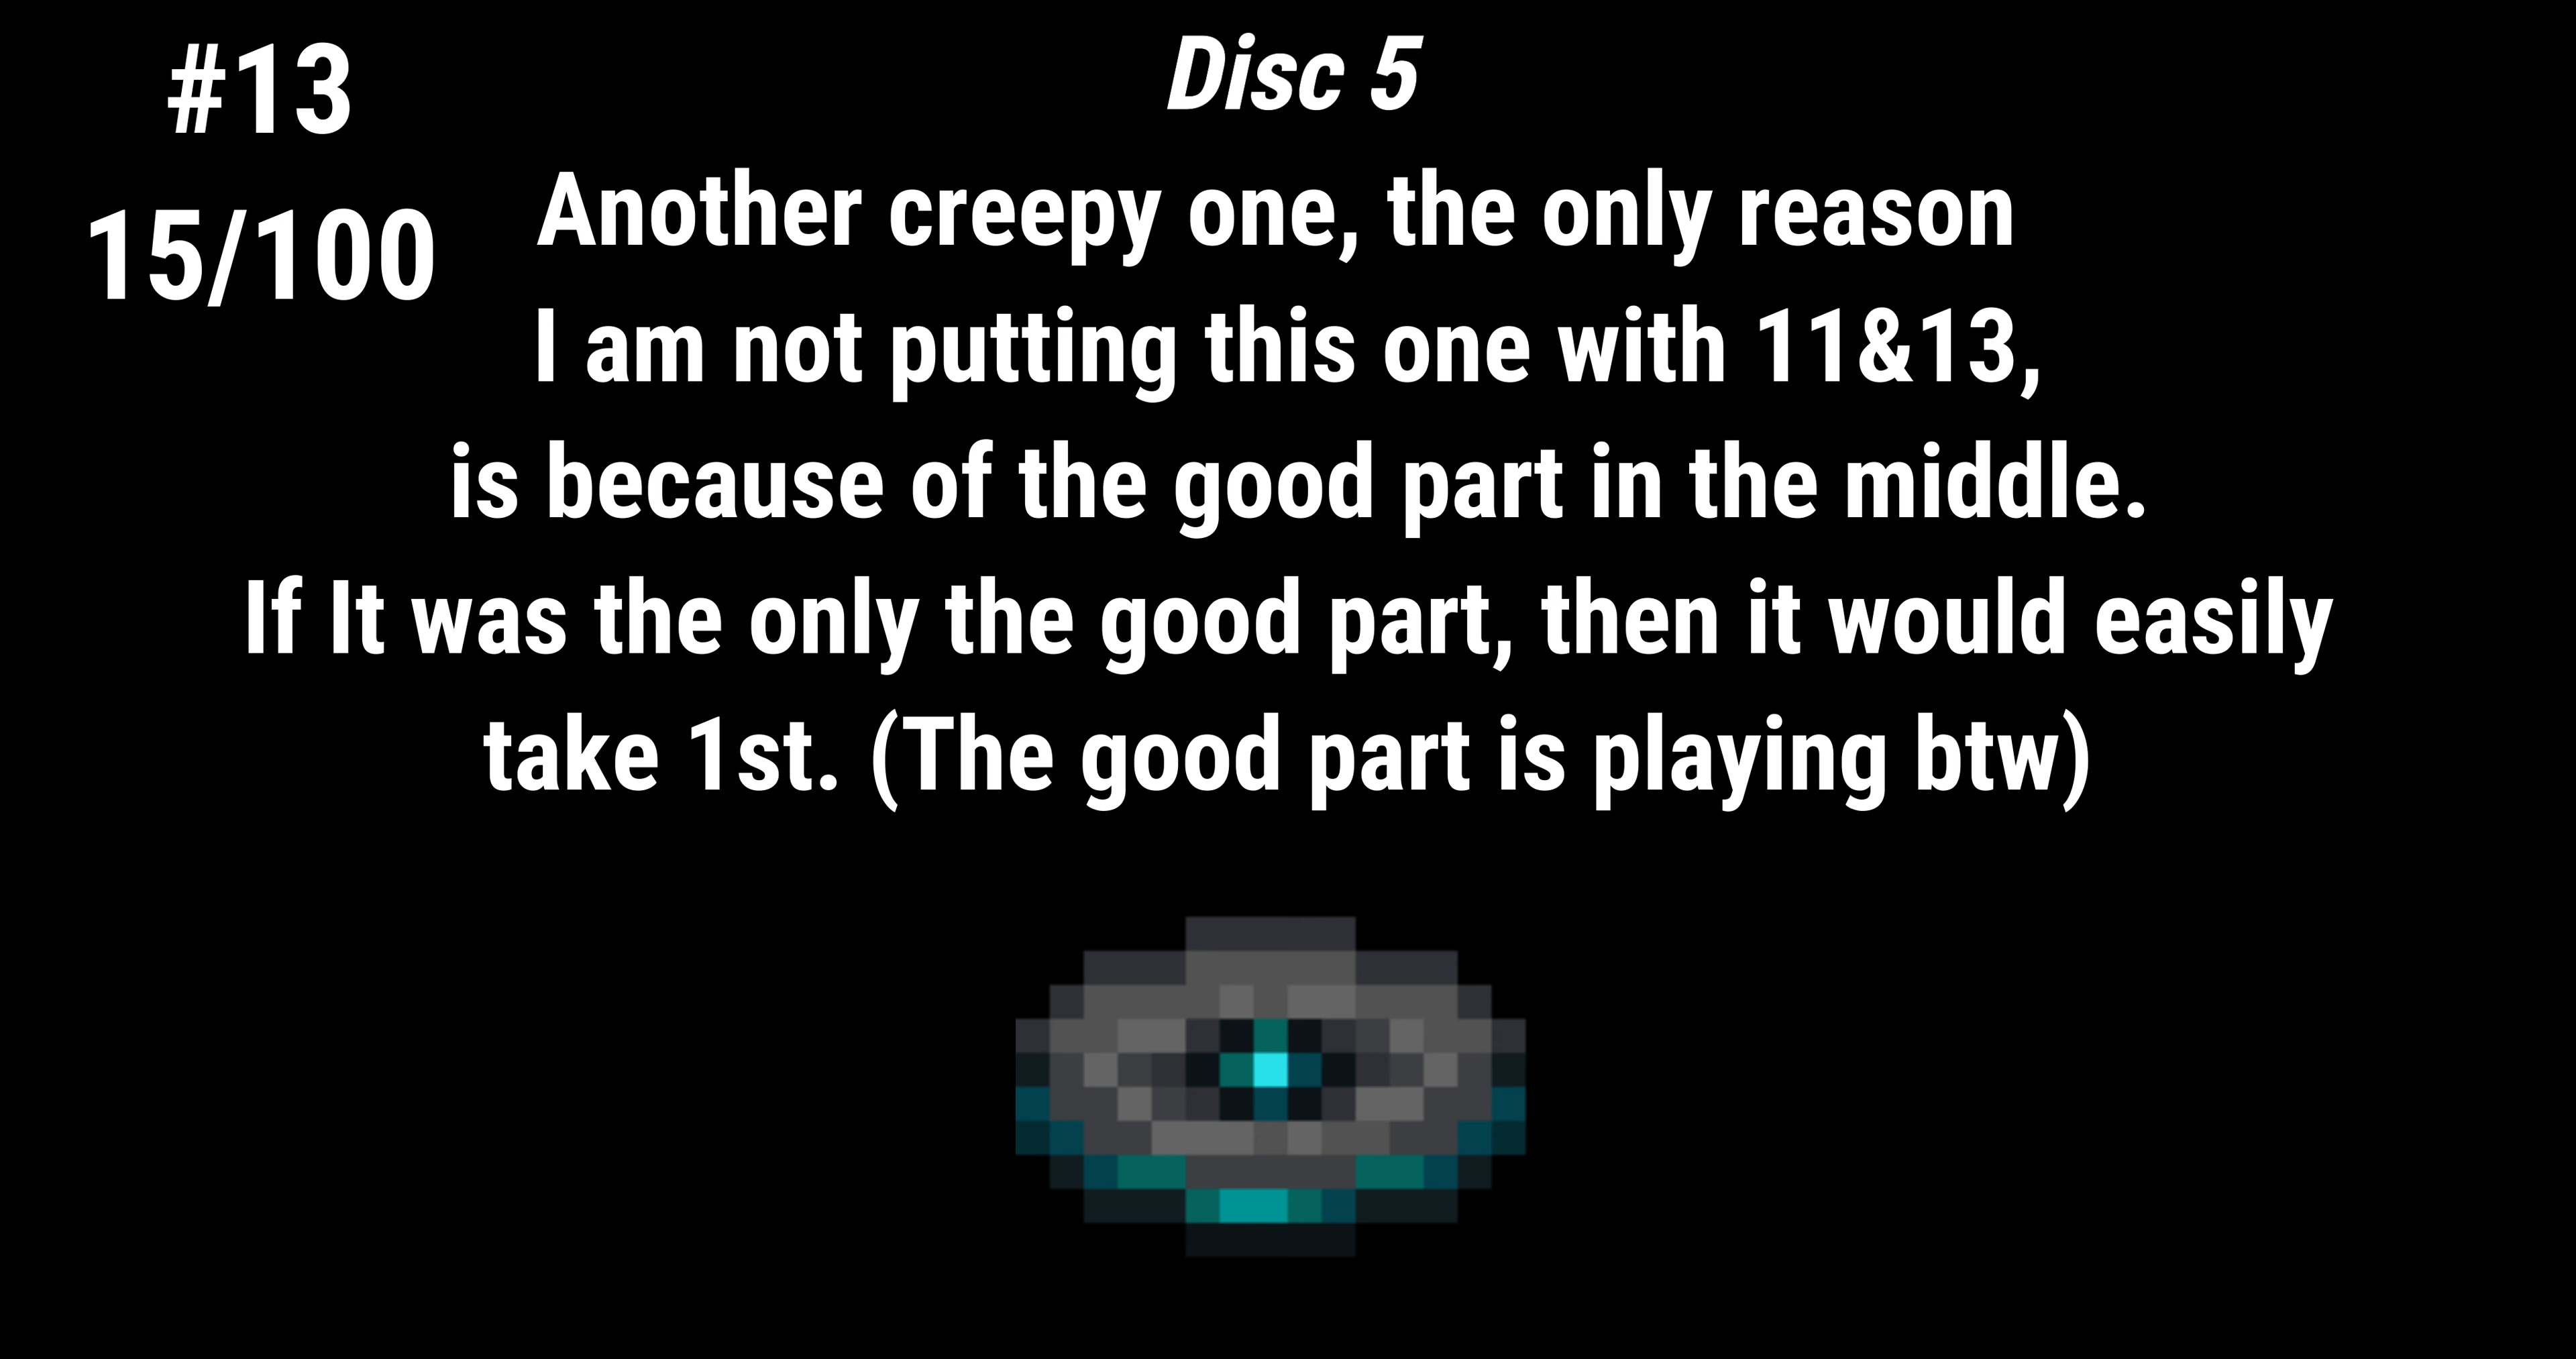 #13
15/100
Disc 5
Another creepy one, the only reason
I am not putting this one with 11&13,
is because of the good part in the middle.
If It was the only the good part, then it would easily
take 1st. (The good part is playing btw)